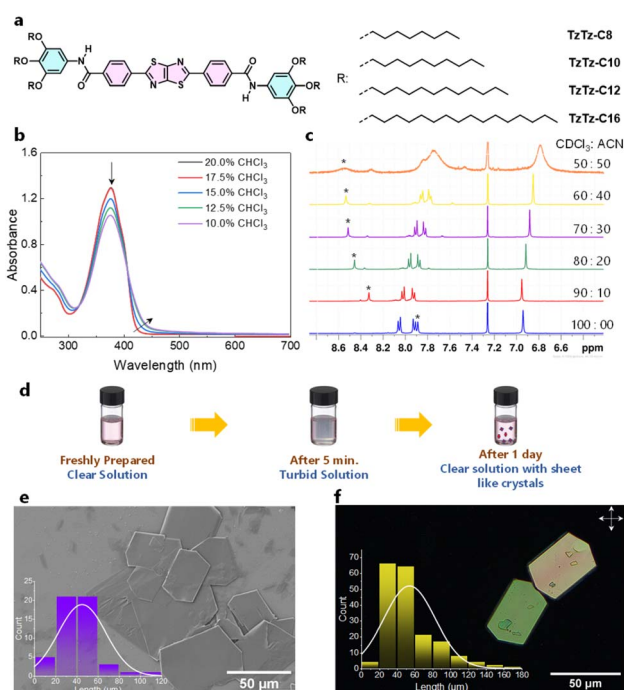 a
RO
RO
RO
H
N
O
S
N
N
S
O
N
H
OR
OR
OR
R:
TzTz-C8
TzTz-C10
TzTz-C12
TzTz-C16
b
Absorbance
1.6
1.2
0.8
0.4
0.0
20.0% CHCl3
17.5% CHCl3
15.0% CHCl3
12.5% CHCl3
10.0% CHCl3
300 400 500 600 700
Wavelength (nm)
c
CDCl3: ACN
50 : 50
60 : 40
70 : 30
80 : 20
90 : 10
100 : 00
* * * * * *
8.6 8.4 8.2 8.0 7.8 7.6 7.4 7.2 7.0 6.8 6.6
ppm
d
Freshly Prepared
Clear Solution
After 5 min.
Turbid Solution
After 1 day
Clear solution with sheet
like crystals
e
Count
25
20
15
10
5
0
0 20 40 60 80 100 120
Length (µm)
50 µm
f
Count
70
60
50
40
30
20
10
0
0 20 40 60 80 100 120 140 160 180
Length (µm)
50 µm